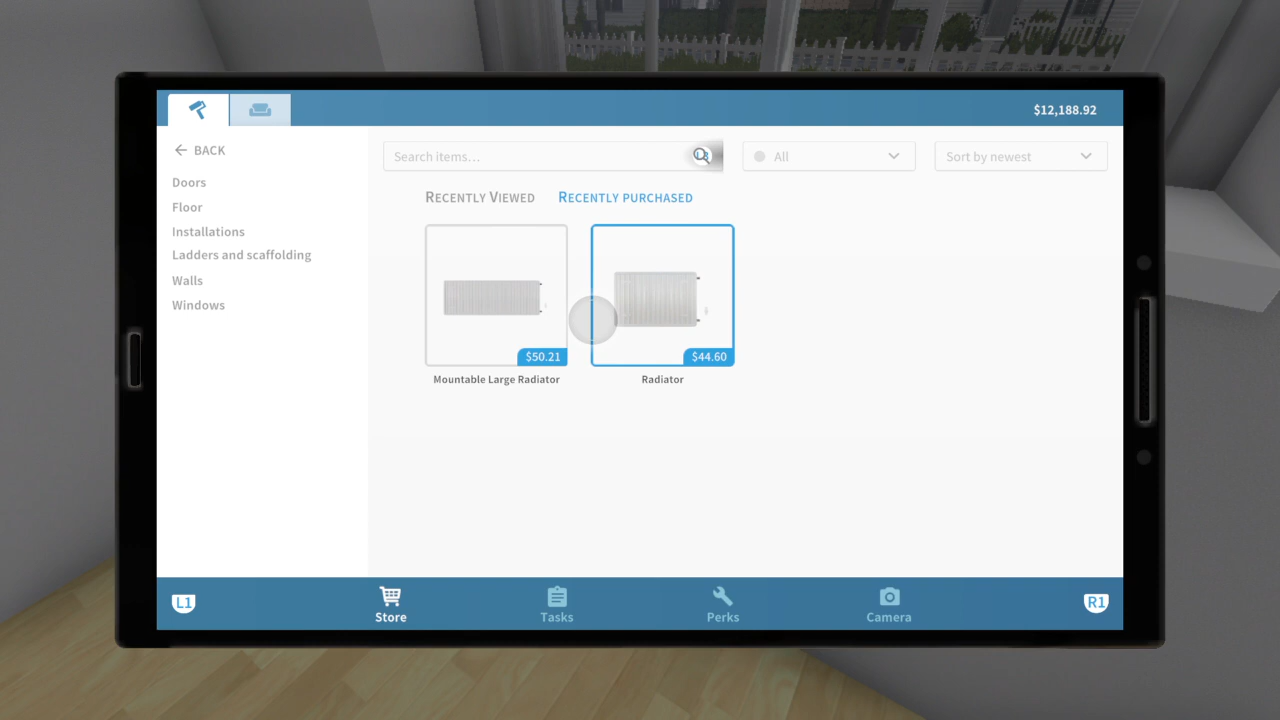 $12,188.92
BACK
Doors
Floor
Installations
Ladders and scaffolding
Walls
Windows
Search items...
All
Sort by newest
RECENTLY VIEWED
RECENTLY PURCHASED
$50.21
$44.60
Mountable Large Radiator
Radiator
L1
Store
Tasks
Perks
Camera
R1